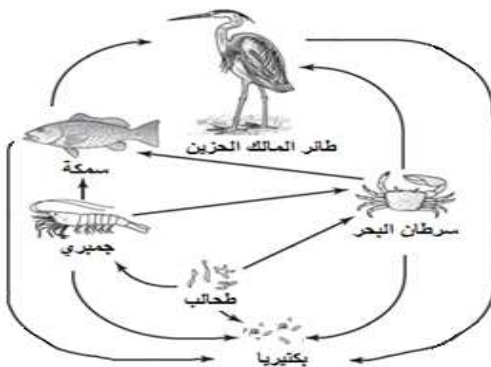 طائر المالك الحزين
سمكة
سرطان البحر
جمبري
طحالب
بكتيريا